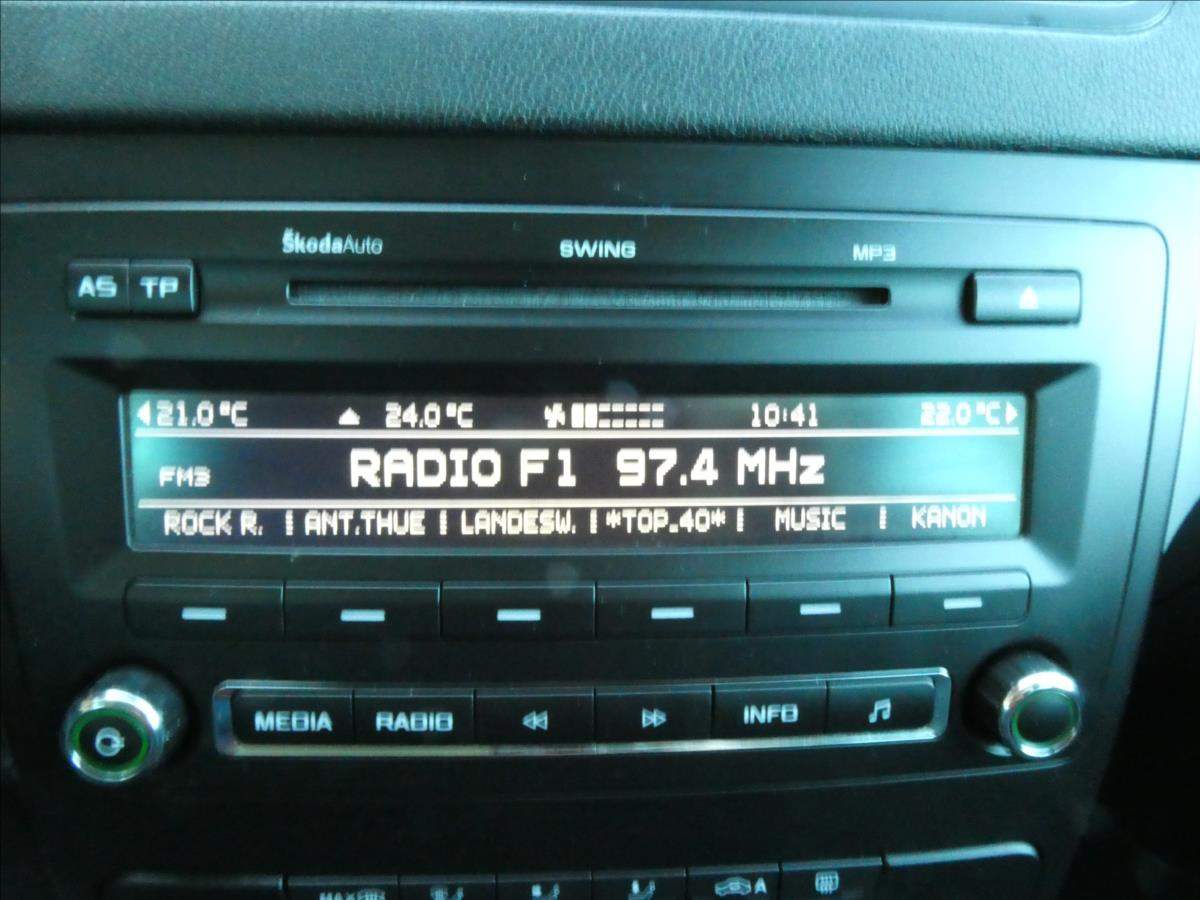 ŠkodaAuto SWING MP3
AS TP
21.0°C 24.0°C 10:41 22.0°C
FM3 RADIO F1 97.4 MHz
ROCK R. ANT.THUE LANDESW. *TOP.40* MUSIC KANON
MEDIA RADIO INFO
MAX A